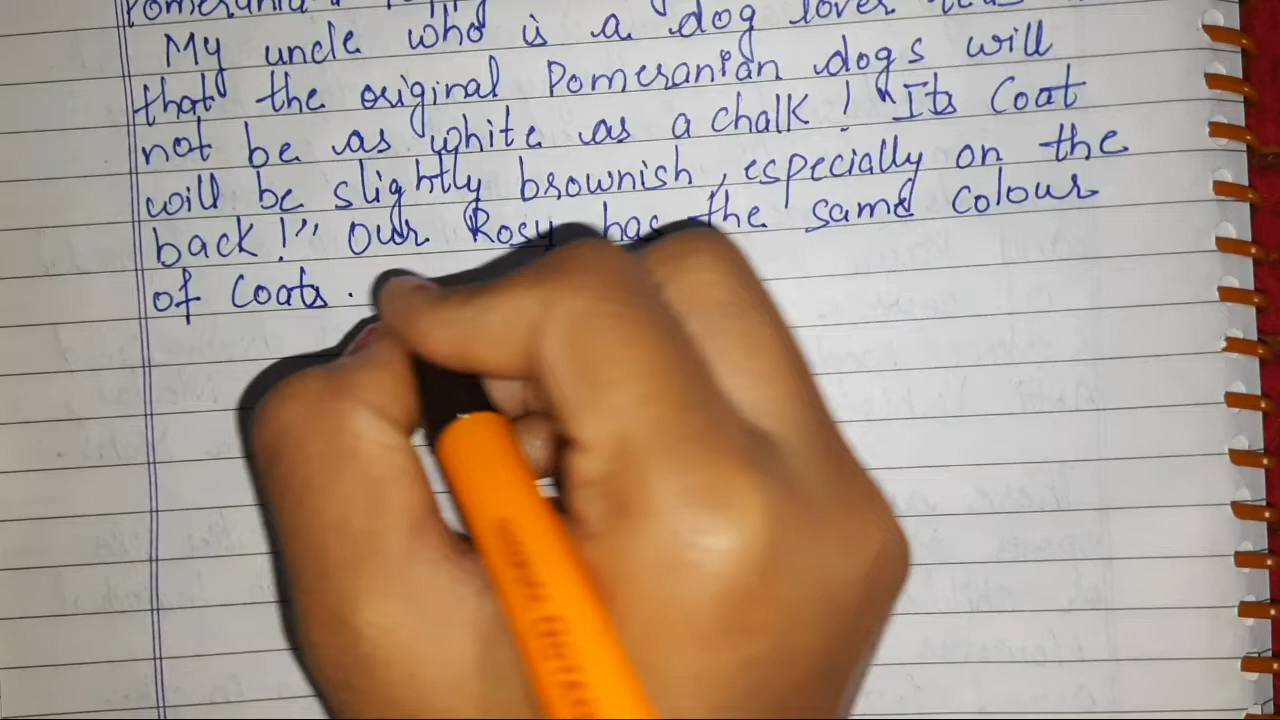 My uncle who is a dog lover
that the original Pomeranian dogs will
not be as white as a chalk ! "Its Coat
will be slightly brownish , especially on the
back !" Our Rosy has the same colour
of Coats .